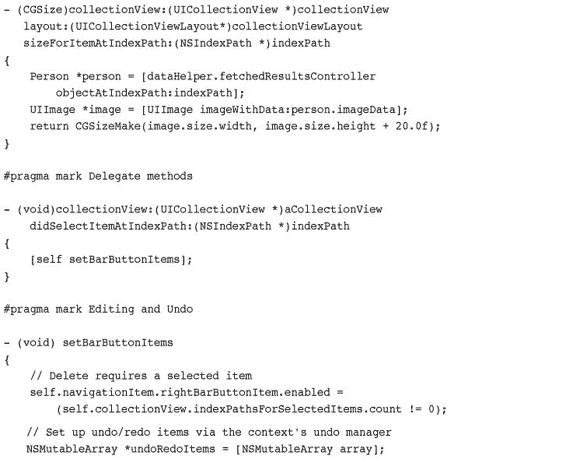 - (CGSize)collectionView:(UICollectionView *)collectionView
    layout:(UICollectionViewLayout*)collectionViewLayout
    sizeForItemAtIndexPath:(NSIndexPath *)indexPath
{
    Person *person = [dataHelper.fetchedResultsController
        objectAtIndexPath:indexPath];
    UIImage *image = [UIImage imageWithData:person.imageData];
    return CGSizeMake(image.size.width, image.size.height + 20.0f);
}

#pragma mark Delegate methods

- (void)collectionView:(UICollectionView *)aCollectionView
    didSelectItemAtIndexPath:(NSIndexPath *)indexPath
{
    [self setBarButtonItems];
}

#pragma mark Editing and Undo

- (void) setBarButtonItems
{
    // Delete requires a selected item
    self.navigationItem.rightBarButtonItem.enabled =
        (self.collectionView.indexPathsForSelectedItems.count != 0);
    // Set up undo/redo items via the context's undo manager
    NSMutableArray *undoRedoItems = [NSMutableArray array];